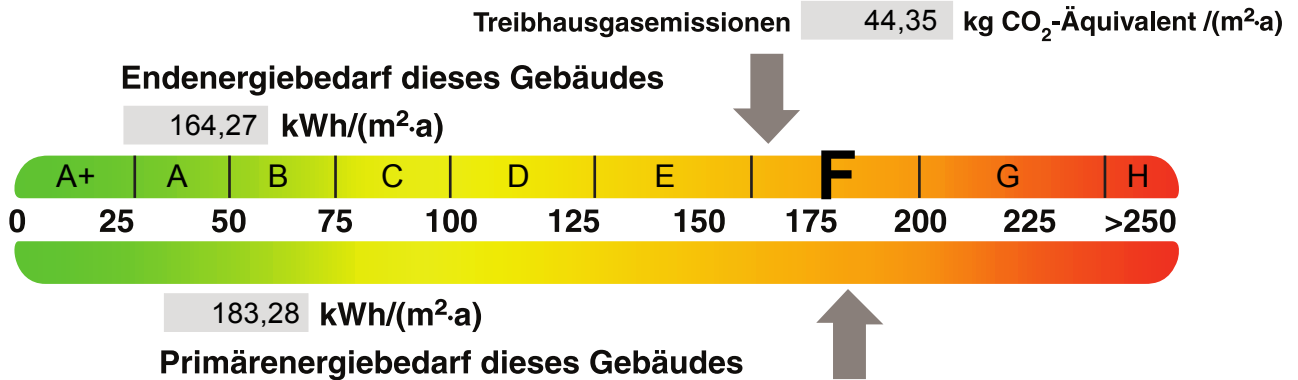 Treibhausgasemissionen 44,35 kg CO₂-Äquivalent /(m²·a)
Endenergiebedarf dieses Gebäudes
164,27 kWh/(m²·a)
A+ A B C D E F G H
0 25 50 75 100 125 150 175 200 225 >250
183,28 kWh/(m²·a)
Primärenergiebedarf dieses Gebäudes